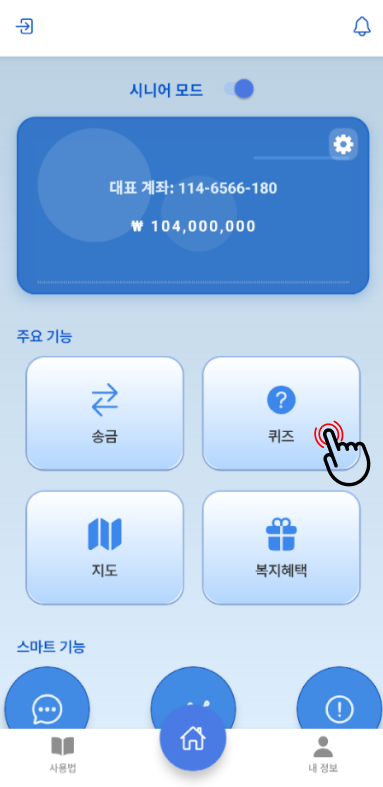 시니어 모드
대표 계좌: 114-6566-180
₩ 104,000,000
주요 기능
송금
퀴즈
지도
복지혜택
스마트 기능
사용법
내 정보